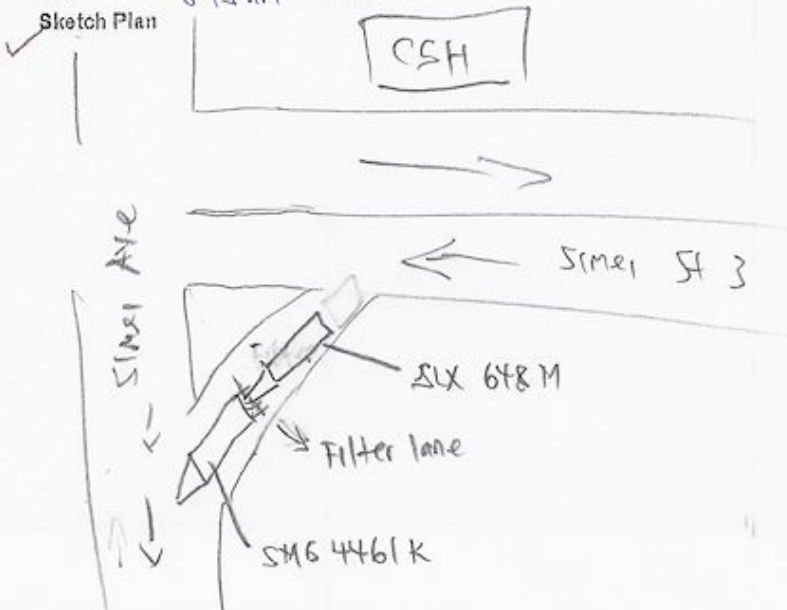 Sketch Plan
CSH
Simei Ave
Simei St 3
SLX 648 M
Filter lane
SMG 4461 K